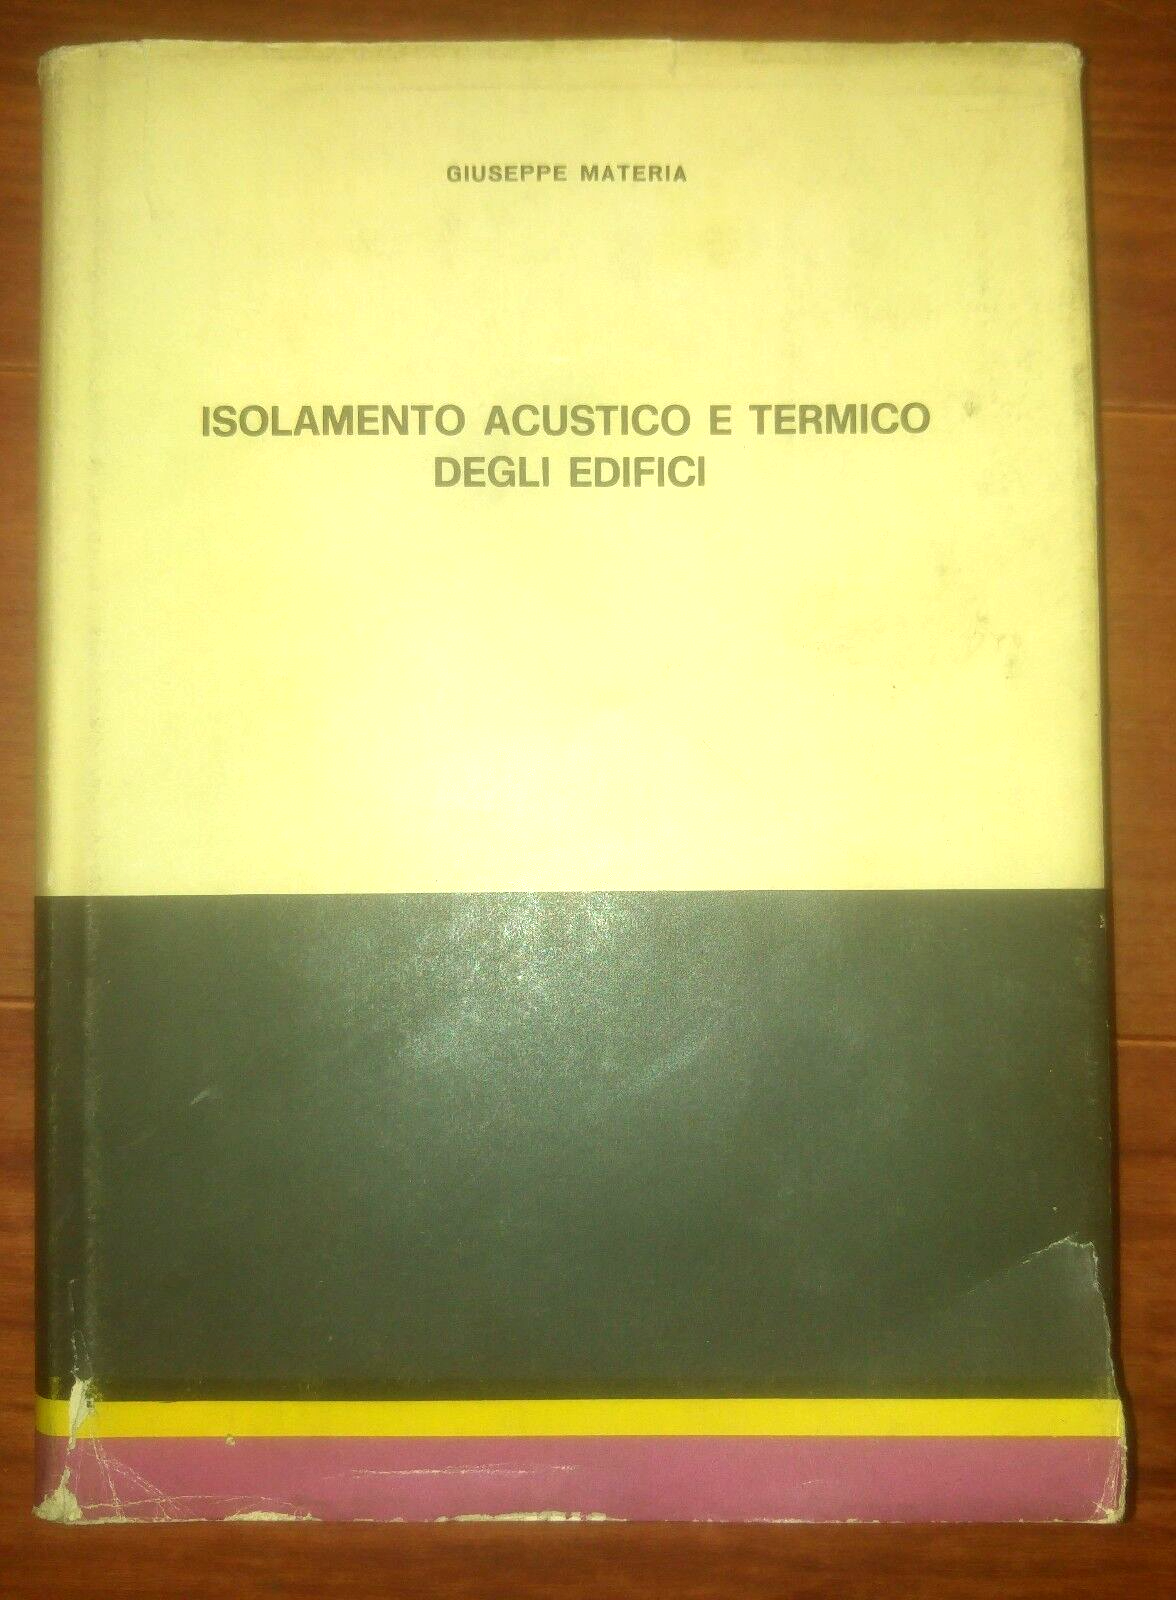 GIUSEPPE MATERIA
ISOLAMENTO ACUSTICO E TERMICO
DEGLI EDIFICI